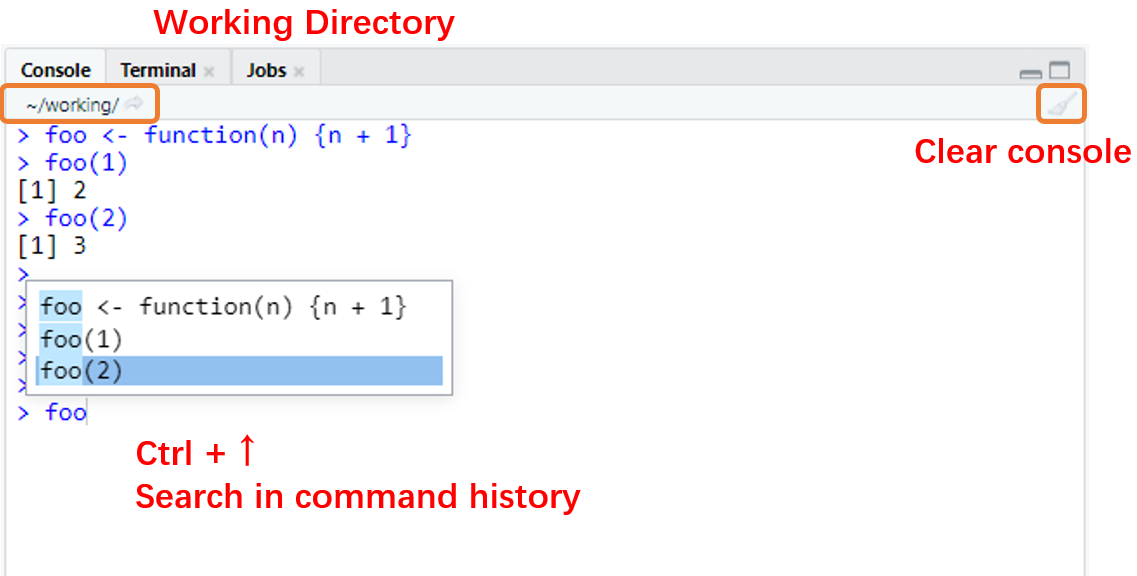 Working Directory
Console Terminal × Jobs ×
~/working/
> foo <- function(n) {n + 1}
Clear console
> foo(1)
[1] 2
> foo(2)
[1] 3
>
> foo <- function(n) {n + 1}
> foo(1)
> foo(2)
>
> foo
Ctrl + ↑
Search in command history